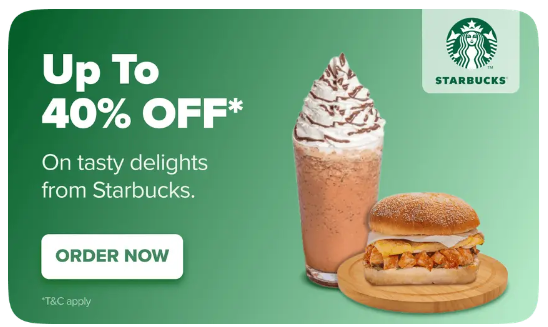 STARBUCKS
Up To
40% OFF*
On tasty delights
from Starbucks.
ORDER NOW
*T&C apply